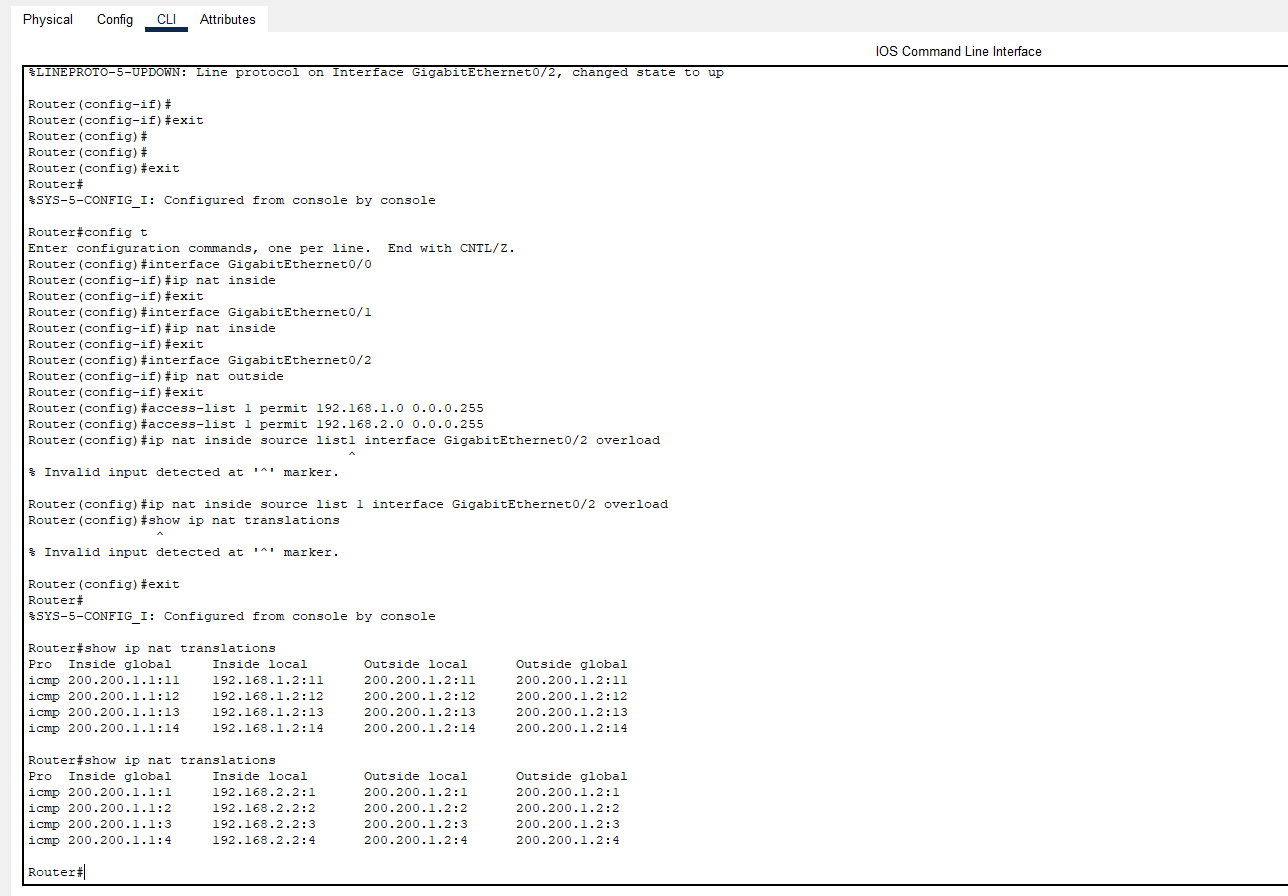 Physical Config CLI Attributes
IOS Command Line Interface
%LINEPROTO-5-UPDOWN: Line protocol on Interface GigabitEthernet0/2, changed state to up
Router(config-if)#
Router(config-if)#exit
Router(config)#
Router(config)#
Router(config)#exit
Router#
%SYS-5-CONFIG_I: Configured from console by console
Router#config t
Enter configuration commands, one per line.  End with CNTL/Z.
Router(config)#interface GigabitEthernet0/0
Router(config-if)#ip nat inside
Router(config-if)#exit
Router(config)#interface GigabitEthernet0/1
Router(config-if)#ip nat inside
Router(config-if)#exit
Router(config)#interface GigabitEthernet0/2
Router(config-if)#ip nat outside
Router(config-if)#exit
Router(config)#access-list 1 permit 192.168.1.0 0.0.0.255
Router(config)#access-list 1 permit 192.168.2.0 0.0.0.255
Router(config)#ip nat inside source list1 interface GigabitEthernet0/2 overload
^
% Invalid input detected at '^' marker.
Router(config)#ip nat inside source list 1 interface GigabitEthernet0/2 overload
Router(config)#show ip nat translations
^
% Invalid input detected at '^' marker.
Router(config)#exit
Router#
%SYS-5-CONFIG_I: Configured from console by console
Router#show ip nat translations
Pro  Inside global     Inside local       Outside local      Outside global
icmp 200.200.1.1:11    192.168.1.2:11     200.200.1.2:11     200.200.1.2:11
icmp 200.200.1.1:12    192.168.1.2:12     200.200.1.2:12     200.200.1.2:12
icmp 200.200.1.1:13    192.168.1.2:13     200.200.1.2:13     200.200.1.2:13
icmp 200.200.1.1:14    192.168.1.2:14     200.200.1.2:14     200.200.1.2:14
Router#show ip nat translations
Pro  Inside global     Inside local       Outside local      Outside global
icmp 200.200.1.1:1     192.168.2.2:1      200.200.1.2:1      200.200.1.2:1
icmp 200.200.1.1:2     192.168.2.2:2      200.200.1.2:2      200.200.1.2:2
icmp 200.200.1.1:3     192.168.2.2:3      200.200.1.2:3      200.200.1.2:3
icmp 200.200.1.1:4     192.168.2.2:4      200.200.1.2:4      200.200.1.2:4
Router#